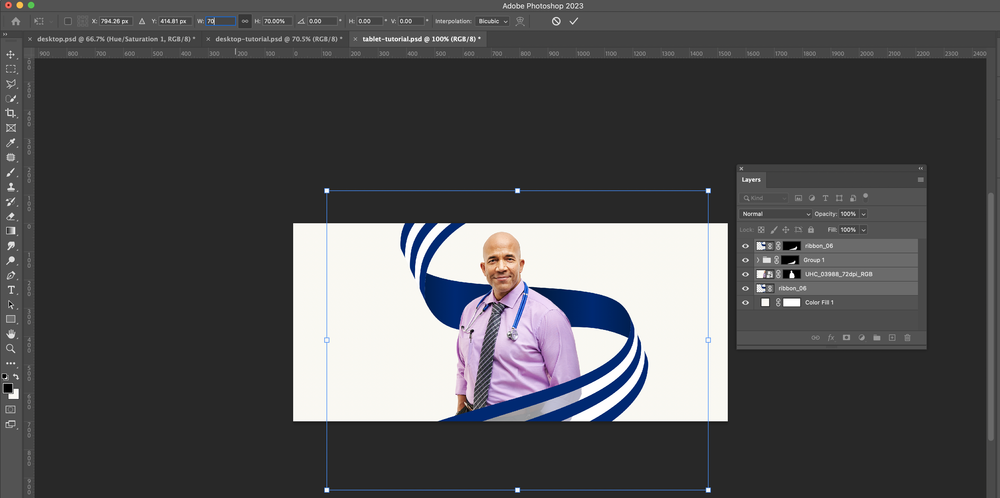 Adobe Photoshop 2023
X: 794.26 px Y: 414.81 px W: 70 H: 70.00% 0.00 ° H: 0.00 ° V: 0.00 ° Interpolation: Bicubic
desktop.psd @ 66.7% (Hue/Saturation 1, RGB/8) * desktop-tutorial.psd @ 70.5% (RGB/8) * tablet-tutorial.psd @ 100% (RGB/8) *
900 800 700 600 500 400 300 200 100 0 100 200 300 400 500 600 700 800 900 1000 1100 1200 1300 1400 1500 1600 1700 1800 1900 2000 2100 2200 2300 2400
0 0
500
400
300
200
100
0
100
200
300
400
500
600
700
800
900
Layers
Kind
Normal Opacity: 100%
Lock: Fill: 100%
ribbon_06
Group 1
UHC_03988_72dpi_RGB
ribbon_06
Color Fill 1
fx